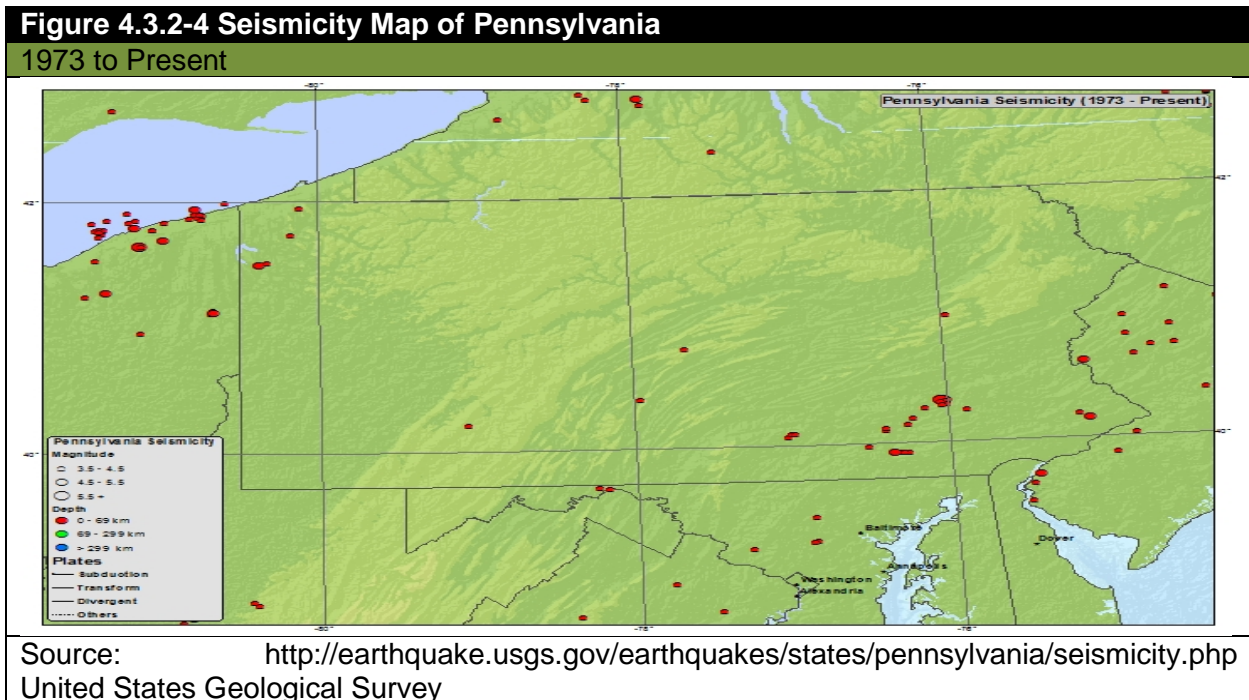 Figure 4.3.2-4 Seismicity Map of Pennsylvania
1973 to Present
-80° -78° -76°
Pennsylvania Seismicity (1973 - Present)
42° 42°
40° 40°
Pennsylvania Seismicity
Magnitude
3.5 - 4.5
4.5 - 5.5
5.5 +
Depth
0 - 69 km
69 - 299 km
> 299 km
Plates
Subduction
Transform
Divergent
Others
Baltimore
Dover
Annapolis
Washington
Alexandria
-80° -78° -76°
Source: http://earthquake.usgs.gov/earthquakes/states/pennsylvania/seismicity.php
United States Geological Survey